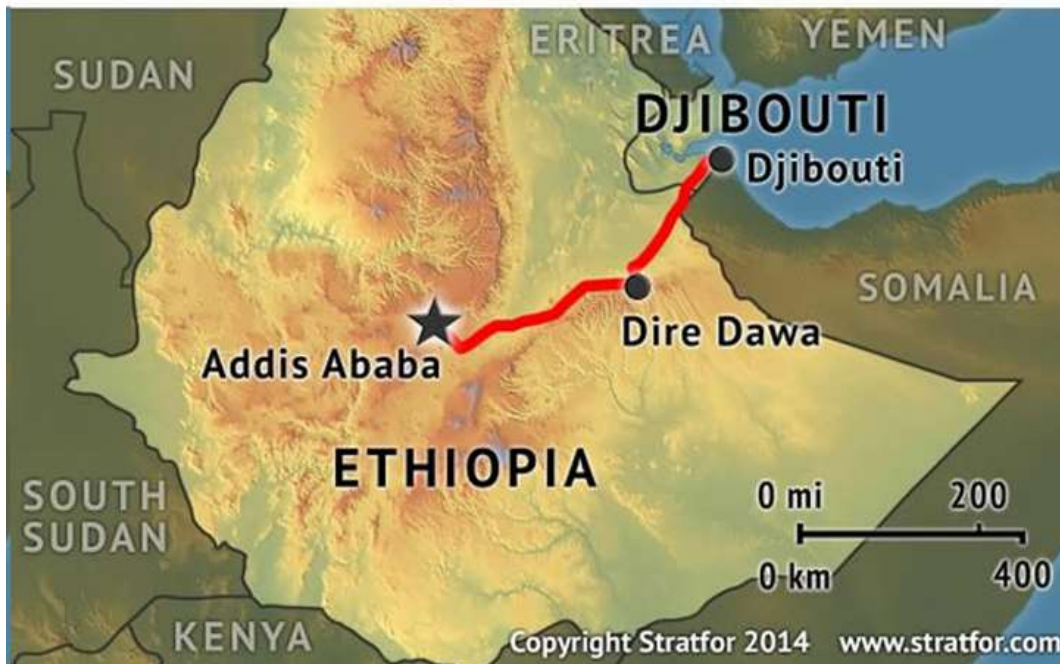 ERITREA
YEMEN
SUDAN
DJIBOUTI
Djibouti
SOMALIA
Dire Dawa
Addis Ababa
ETHIOPIA
SOUTH
SUDAN
0 mi 200
0 km 400
KENYA
Copyright Stratfor 2014 www.stratfor.com